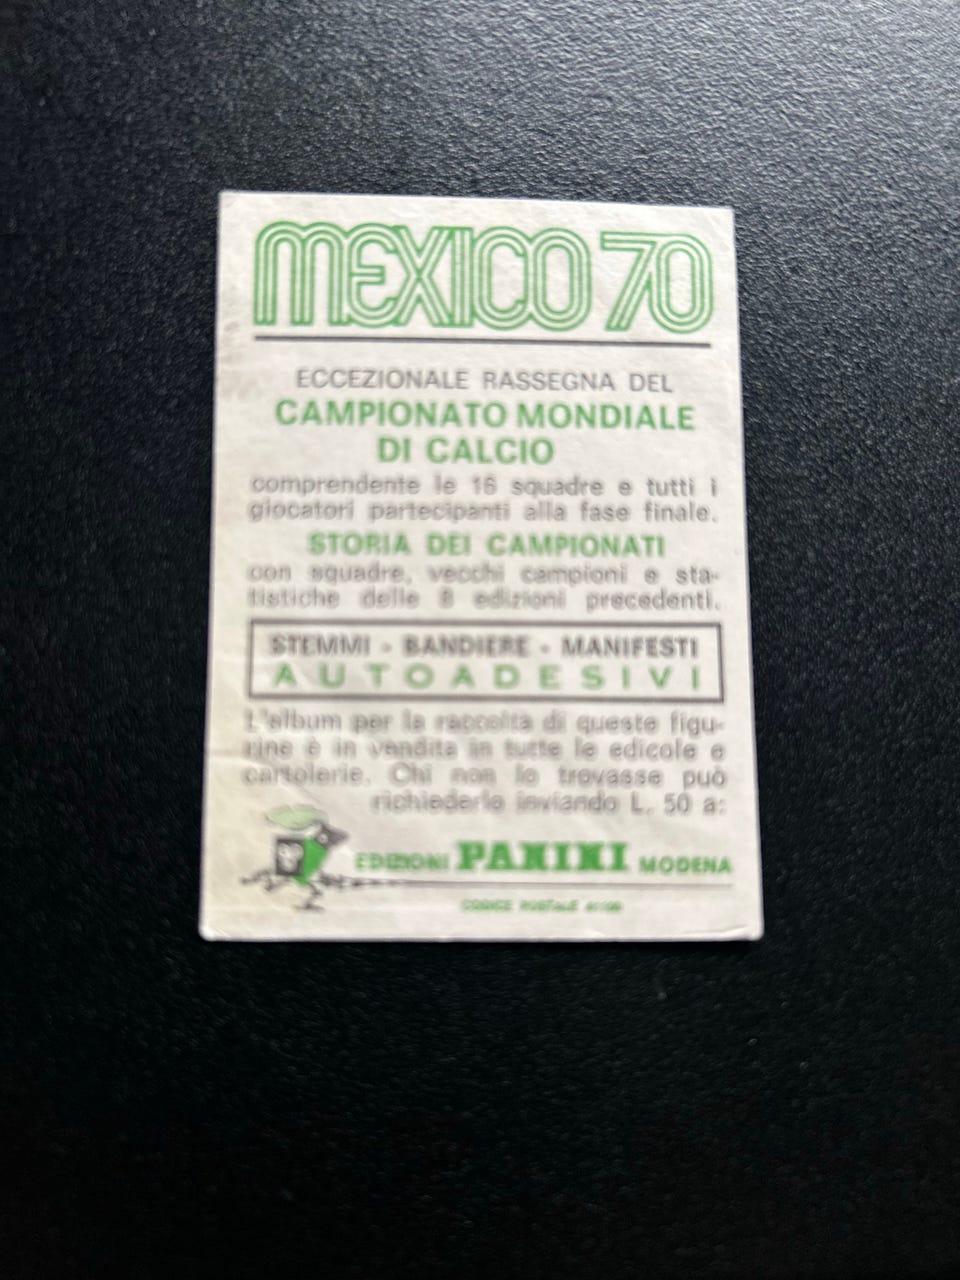 MEXICO 70
ECCEZIONALE RASSEGNA DEL
CAMPIONATO MONDIALE
DI CALCIO
comprendente le 16 squadre e tutti i
giocatori partecipanti alla fase finale.
STORIA DEI CAMPIONATI
con squadre, vecchi campioni e sta-
tistiche delle 8 edizioni precedenti.
STEMMI - BANDIERE - MANIFESTI
AUTOADESIVI
L'album per la raccolta di queste figu-
rine è in vendita in tutte le edicole e
cartolerie. Chi non lo trovasse può
richiederlo inviando L. 50 a:
EDIZIONI PANINI MODENA
CODICE POSTALE 41100